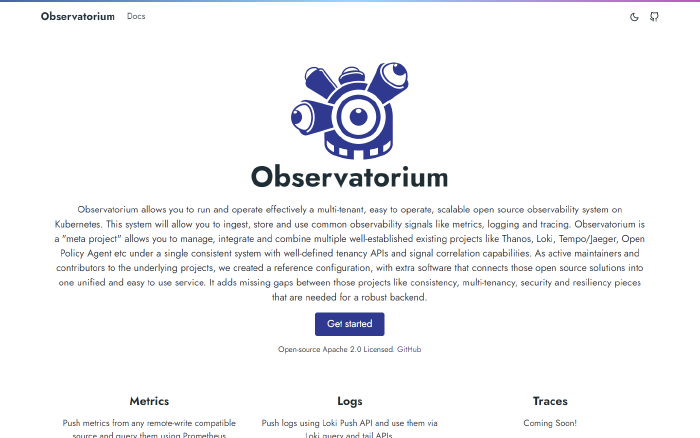 Observatorium Docs
Observatorium
Observatorium allows you to run and operate effectively a multi-tenant, easy to operate, scalable open source observability system on
Kubernetes. This system will allow you to ingest, store and use common observability signals like metrics, logging and tracing. Observatorium is
a "meta project" allows you to manage, integrate and combine multiple well-established existing projects like Thanos, Loki, Tempo/Jaeger, Open
Policy Agent etc under a single consistent system with well-defined tenancy APIs and signal correlation capabilities. As active maintainers and
contributors to the underlying projects, we created a reference configuration, with extra software that connects those open source solutions into
one unified and easy to use service. It adds missing gaps between those projects like consistency, multi-tenancy, security and resiliency pieces
that are needed for a robust backend.
Get started
Open-source Apache 2.0 Licensed. GitHub
Metrics
Push metrics from any remote-write compatible
source and query them using Prometheus
Logs
Push logs using Loki Push API and use them via
Loki query and tail APIs
Traces
Coming Soon!